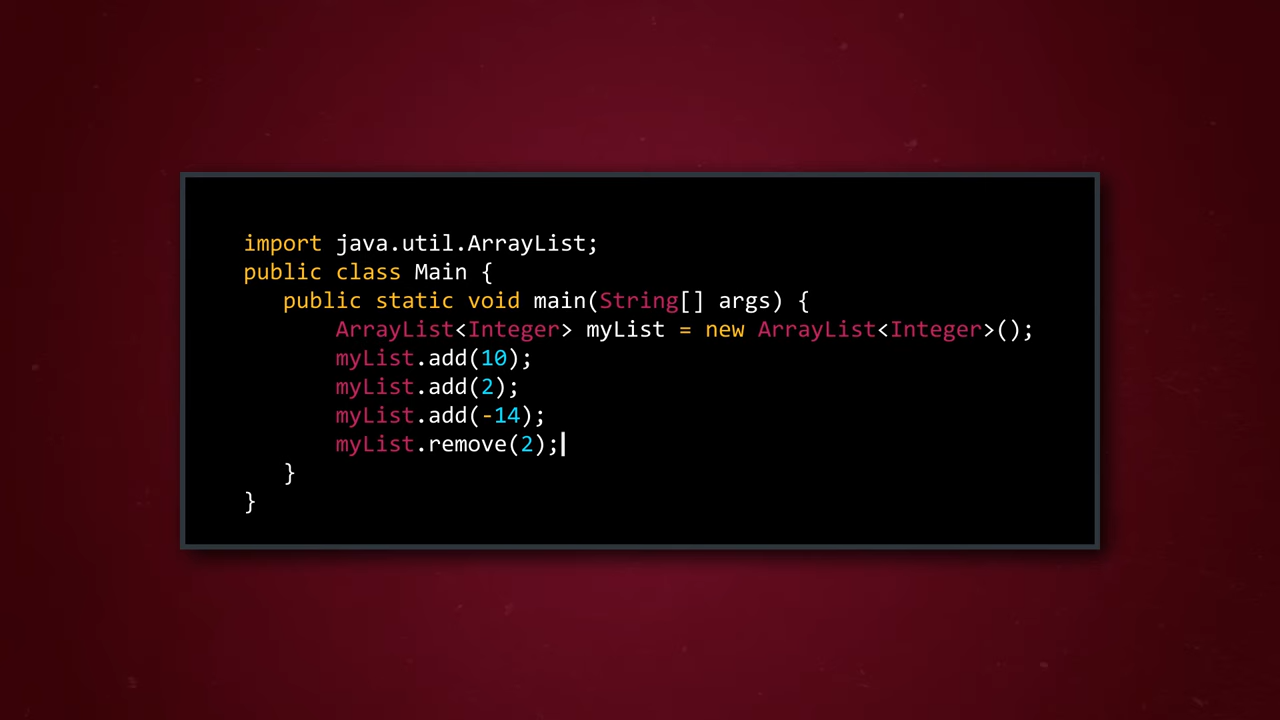 import java.util.ArrayList;
public class Main {
public static void main(String[] args) {
ArrayList<Integer> myList = new ArrayList<Integer>();
myList.add(10);
myList.add(2);
myList.add(-14);
myList.remove(2);
}
}